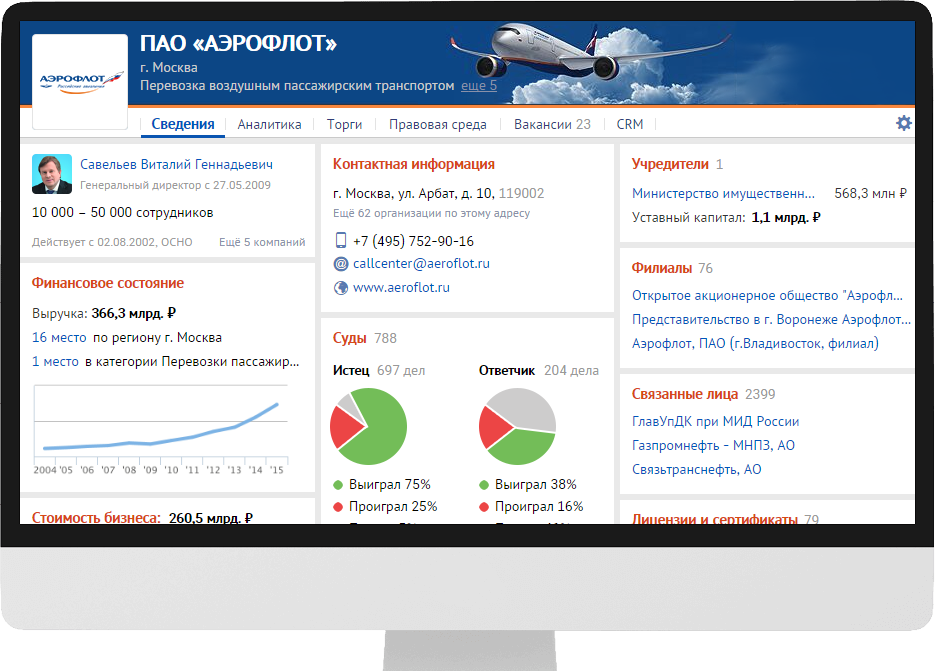 ПАО «АЭРОФЛОТ»
г. Москва
Перевозка воздушным пассажирским транспортом еще 5
АЭРОФЛОТ
Российские авиалинии
Сведения
Аналитика
Торги
Правовая среда
Вакансии 23
CRM
Савельев Виталий Геннадьевич
Генеральный директор с 27.05.2009
10 000 – 50 000 сотрудников
Действует с 02.08.2002, ОСНО Ещё 5 компаний
Финансовое состояние
Выручка: 366,3 млрд. ₽
16 место по региону г. Москва
1 место в категории Перевозки пассажир...
2004 '05 '06 '07 '08 '09 '10 '11 '12 '13 '14 '15
Стоимость бизнеса: 260,5 млрд. ₽
Контактная информация
г. Москва, ул. Арбат, д. 10, 119002
Ещё 62 организации по этому адресу
+7 (495) 752-90-16
callcenter@aeroflot.ru
www.aeroflot.ru
Суды 788
Истец 697 дел
Выиграл 75%
Проиграл 25%
Ответчик 204 дела
Выиграл 38%
Проиграл 16%
Учредители 1
Министерство имущественн... 568,3 млн ₽
Уставный капитал: 1,1 млрд. ₽
Филиалы 76
Открытое акционерное общество "Аэрофл...
Представительство в г. Воронеже Аэрофлот...
Аэрофлот, ПАО (г.Владивосток, филиал)
Связанные лица 2399
ГлавУпДК при МИД России
Газпромнефть - МНПЗ, АО
Связьтранснефть, АО
Лицензии и сертификаты 79